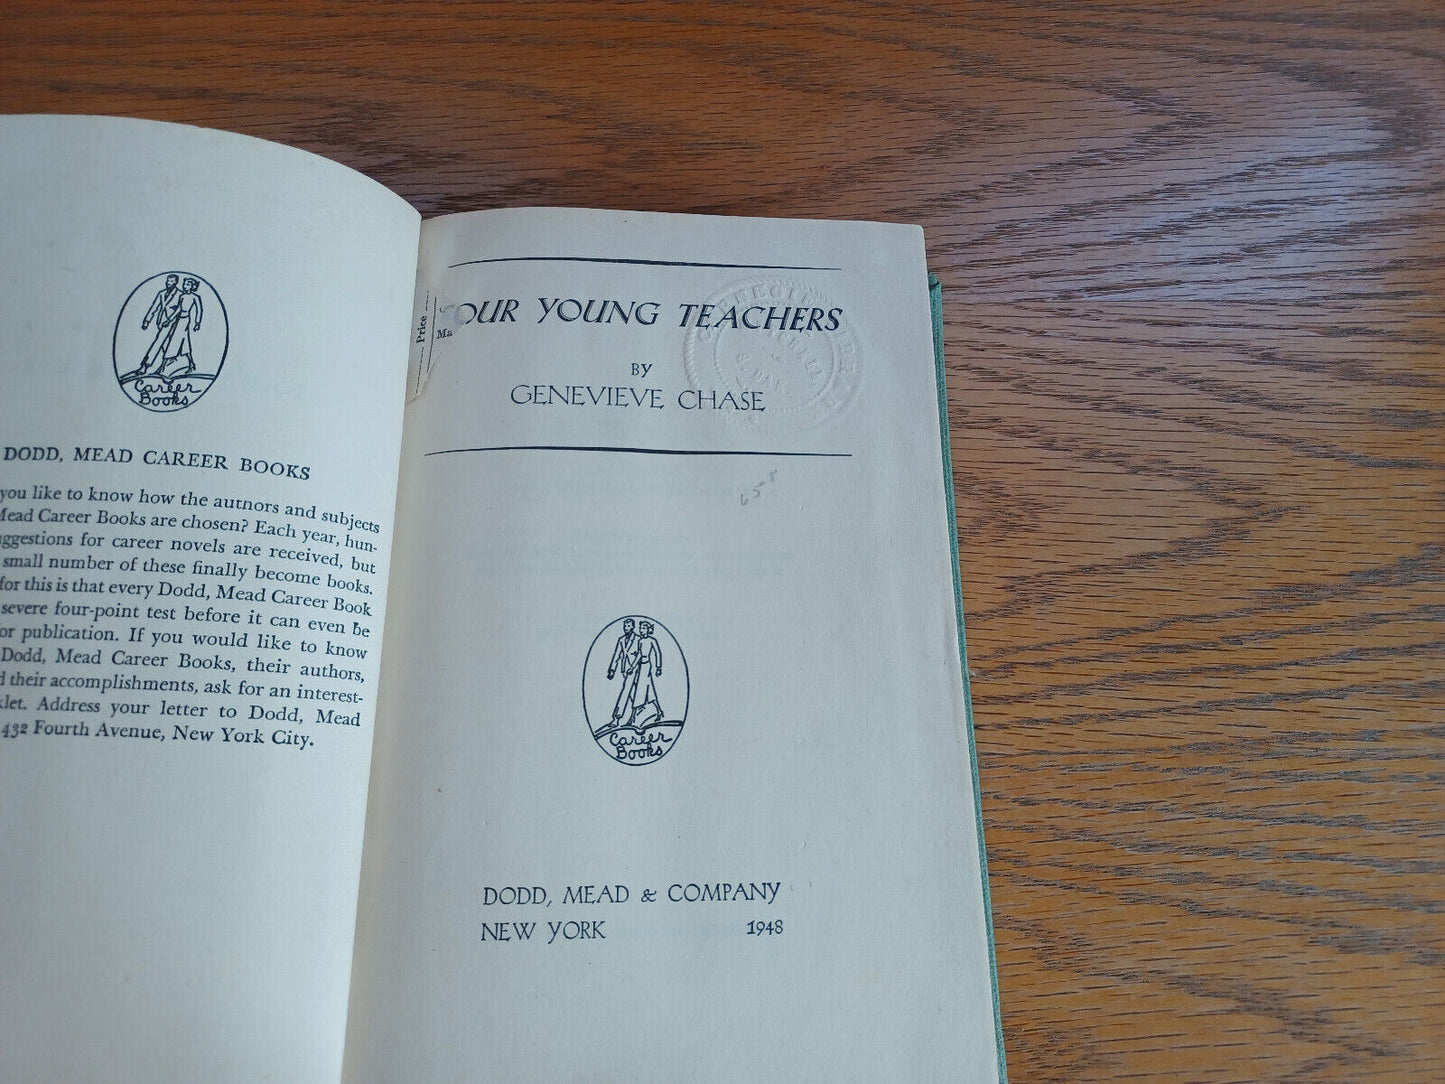 Career
Books
DODD, MEAD CAREER BOOKS
you like to know how the authors and subjects
Mead Career Books are chosen? Each year, hun-
ggestions for career novels are received, but
small number of these finally become books.
for this is that every Dodd, Mead Career Book
severe four-point test before it can even be
or publication. If you would like to know
Dodd, Mead Career Books, their authors,
d their accomplishments, ask for an interest-
klet. Address your letter to Dodd, Mead
432 Fourth Avenue, New York City.
Price
Ma
OUR YOUNG TEACHERS
BY
GENEVIEVE CHASE
Career
Books
DODD, MEAD & COMPANY
NEW YORK 1948